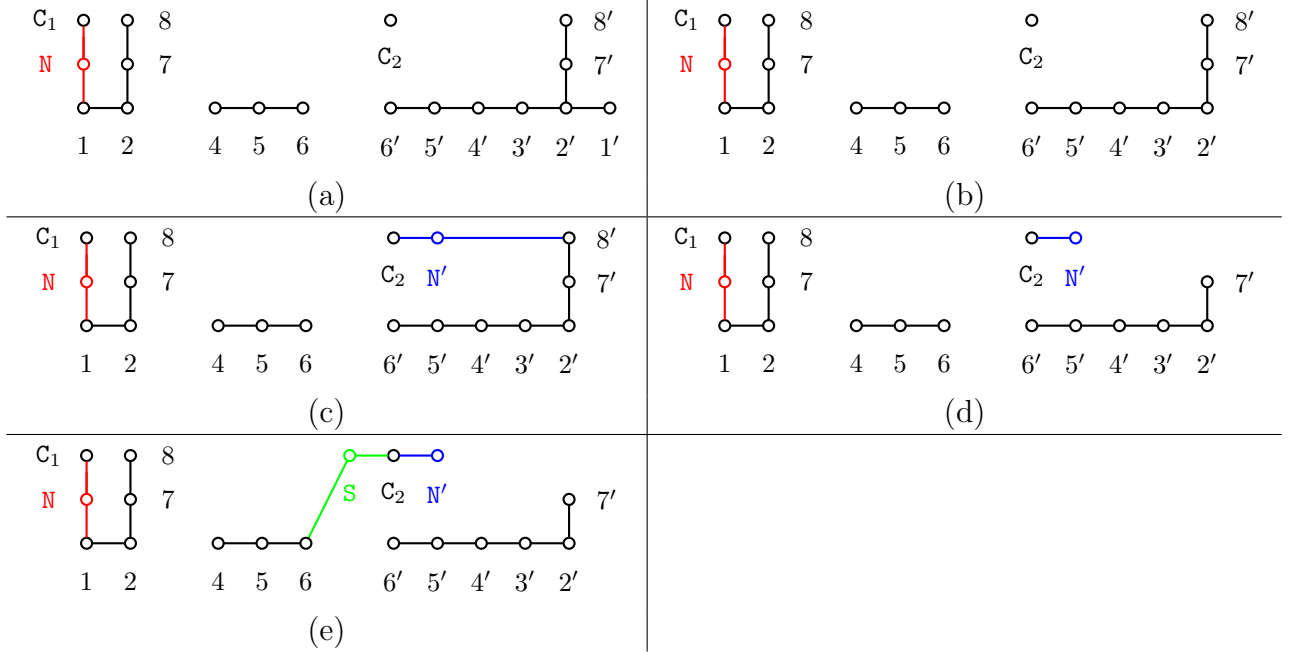 C₁ 8 8′
N 7 C₂ 7′
1 2 4 5 6 6′ 5′ 4′ 3′ 2′ 1′
(a)
C₁ 8 8′
N 7 C₂ 7′
1 2 4 5 6 6′ 5′ 4′ 3′ 2′
(b)
C₁ 8 8′
N 7 C₂ N′ 7′
1 2 4 5 6 6′ 5′ 4′ 3′ 2′
(c)
C₁ 8
N 7 C₂ N′ 7′
1 2 4 5 6 6′ 5′ 4′ 3′ 2′
(d)
C₁ 8
N 7 S C₂ N′ 7′
1 2 4 5 6 6′ 5′ 4′ 3′ 2′
(e)